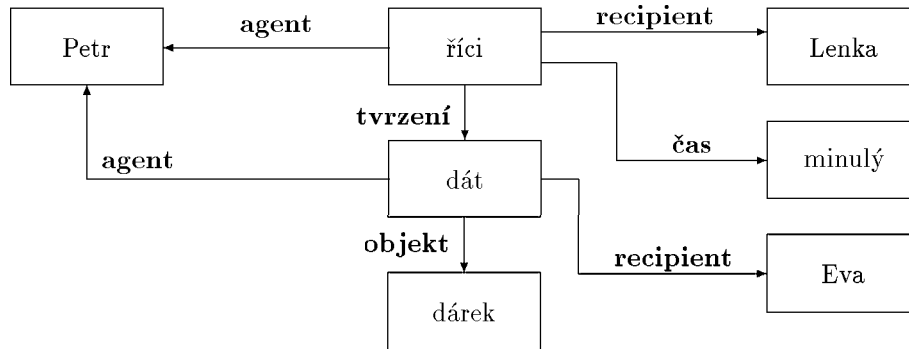 agent
recipient
Petr
říci
Lenka
tvrzení
čas
agent
dát
minulý
objekt
recipient
Eva
dárek